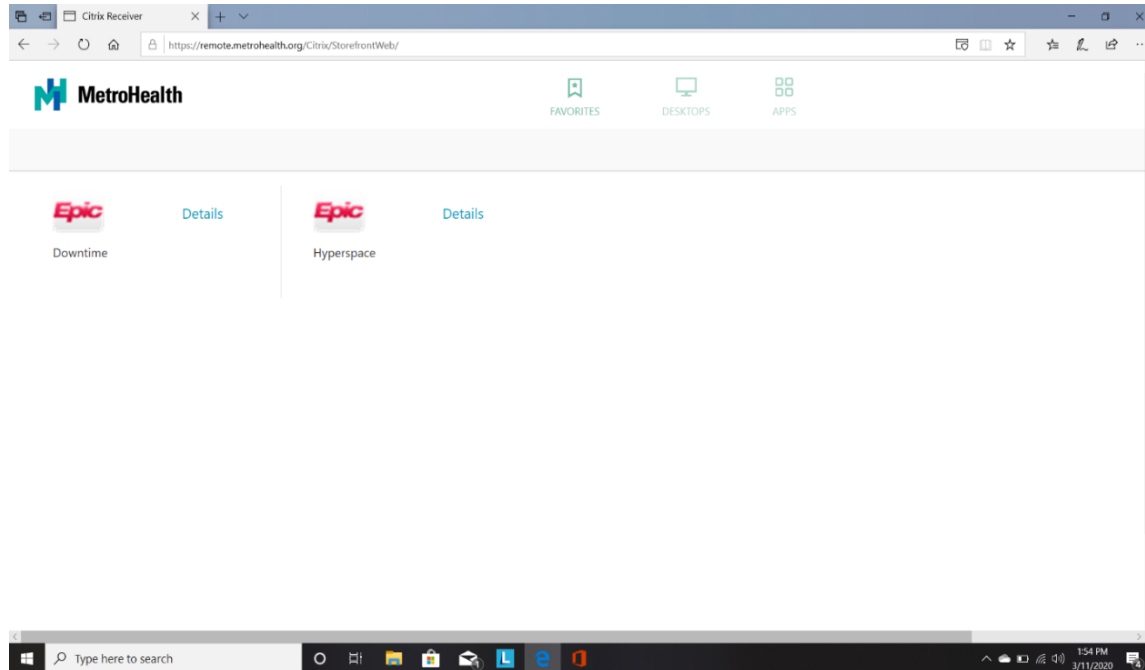 Citrix Receiver
https://remote.metrohealth.org/Citrix/StorefrontWeb/
MetroHealth
FAVORITES DESKTOPS APPS
Epic Details Epic Details
Downtime Hyperspace
Type here to search L 1:54 PM
3/11/2020